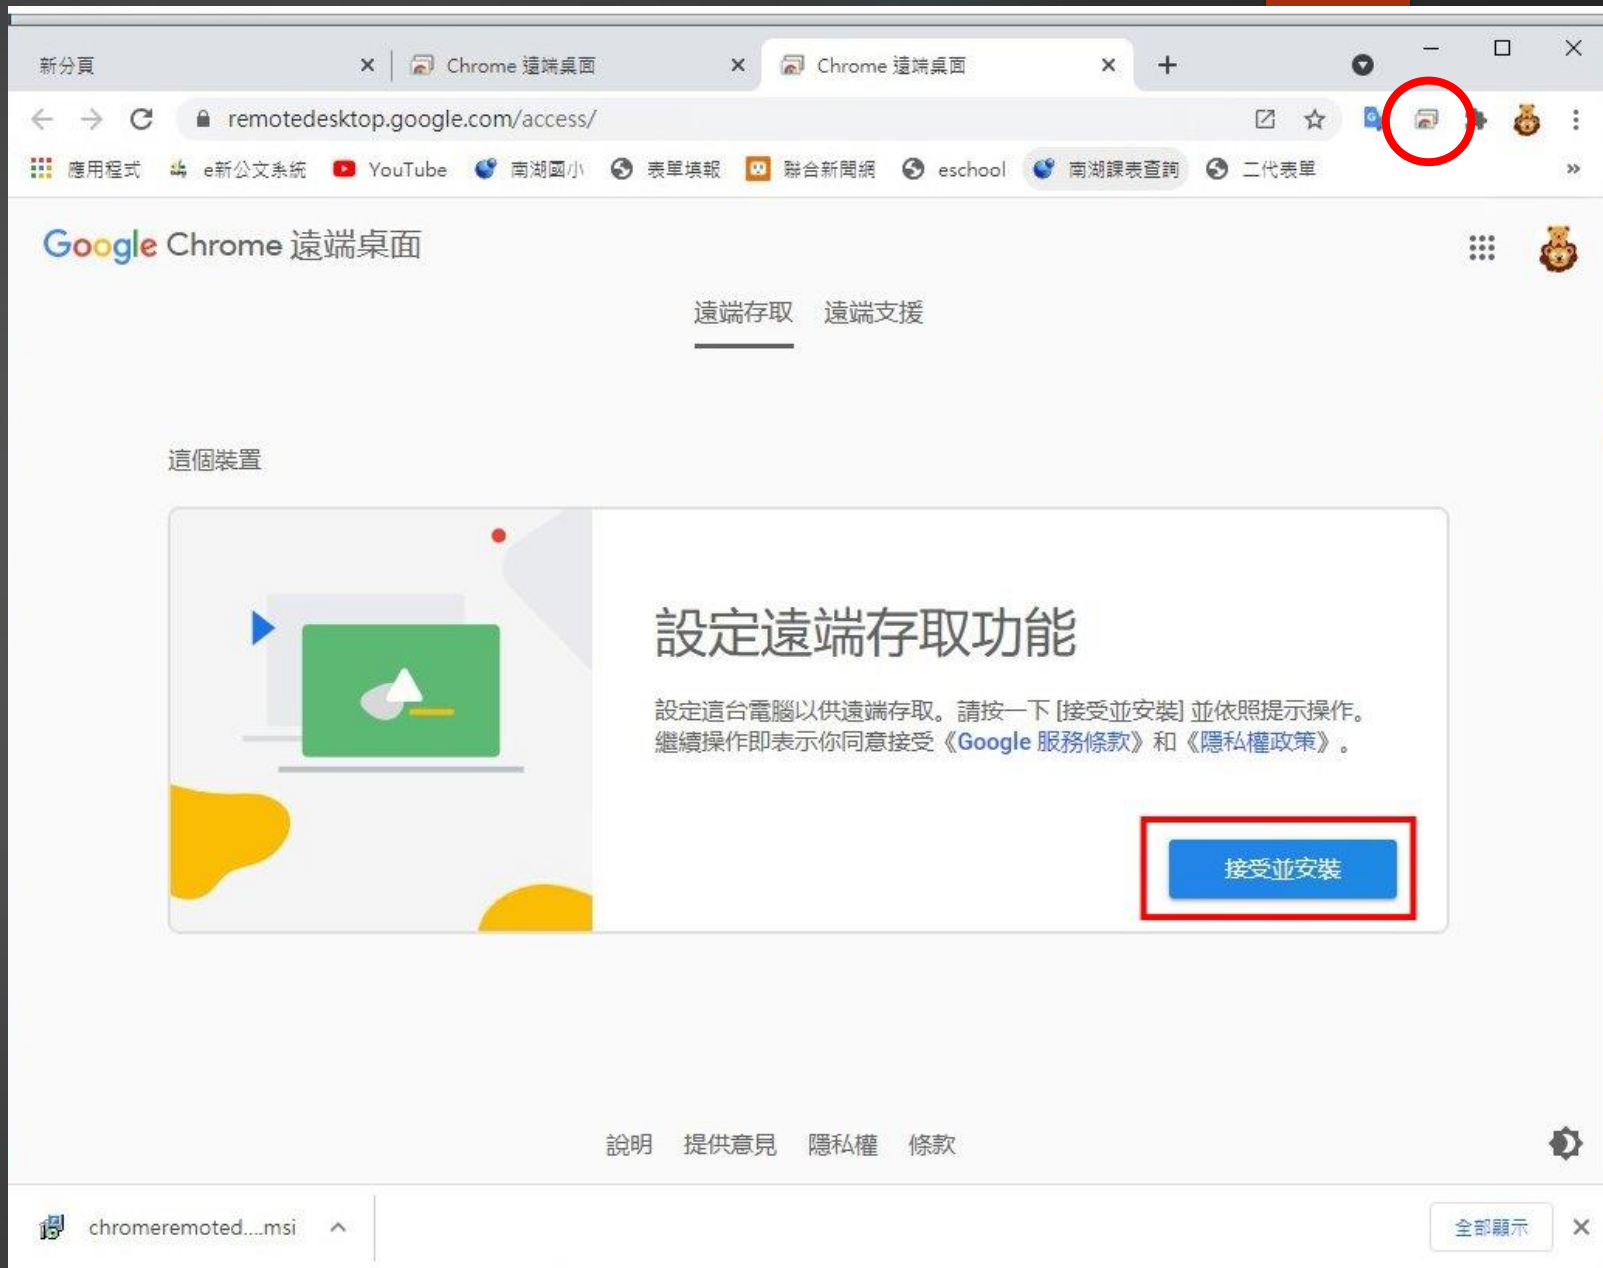 新分頁
Chrome 遠端桌面
Chrome 遠端桌面
remotedesktop.google.com/access/
應用程式 e新公文系統 YouTube 南湖國小 表單填報 聯合新聞網 eschool 南湖課表查詢 二代表單 »
Google Chrome 遠端桌面
遠端存取 遠端支援
這個裝置
設定遠端存取功能
設定這台電腦以供遠端存取。請按一下 [接受並安裝] 並依照提示操作。
繼續操作即表示你同意接受《Google 服務條款》和《隱私權政策》。
接受並安裝
說明 提供意見 隱私權 條款
chromeremoted....msi
全部顯示